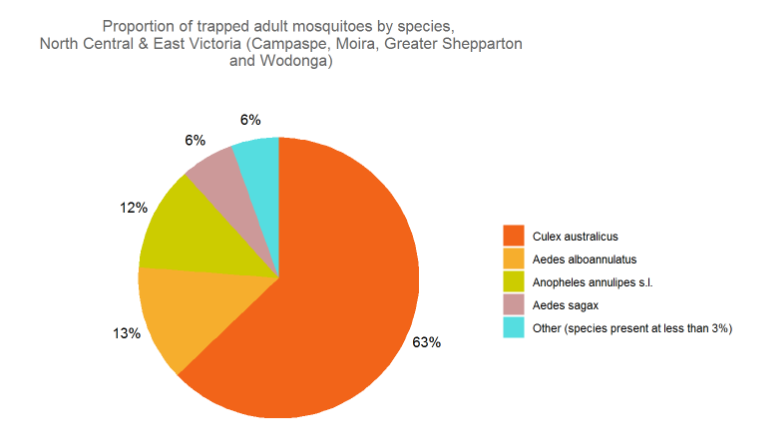 Proportion of trapped adult mosquitoes by species,
North Central & East Victoria (Campaspe, Moira, Greater Shepparton
and Wodonga)
6%
6%
12%
13%
63%
Culex australicus
Aedes alboannulatus
Anopheles annulipes s.l.
Aedes sagax
Other (species present at less than 3%)